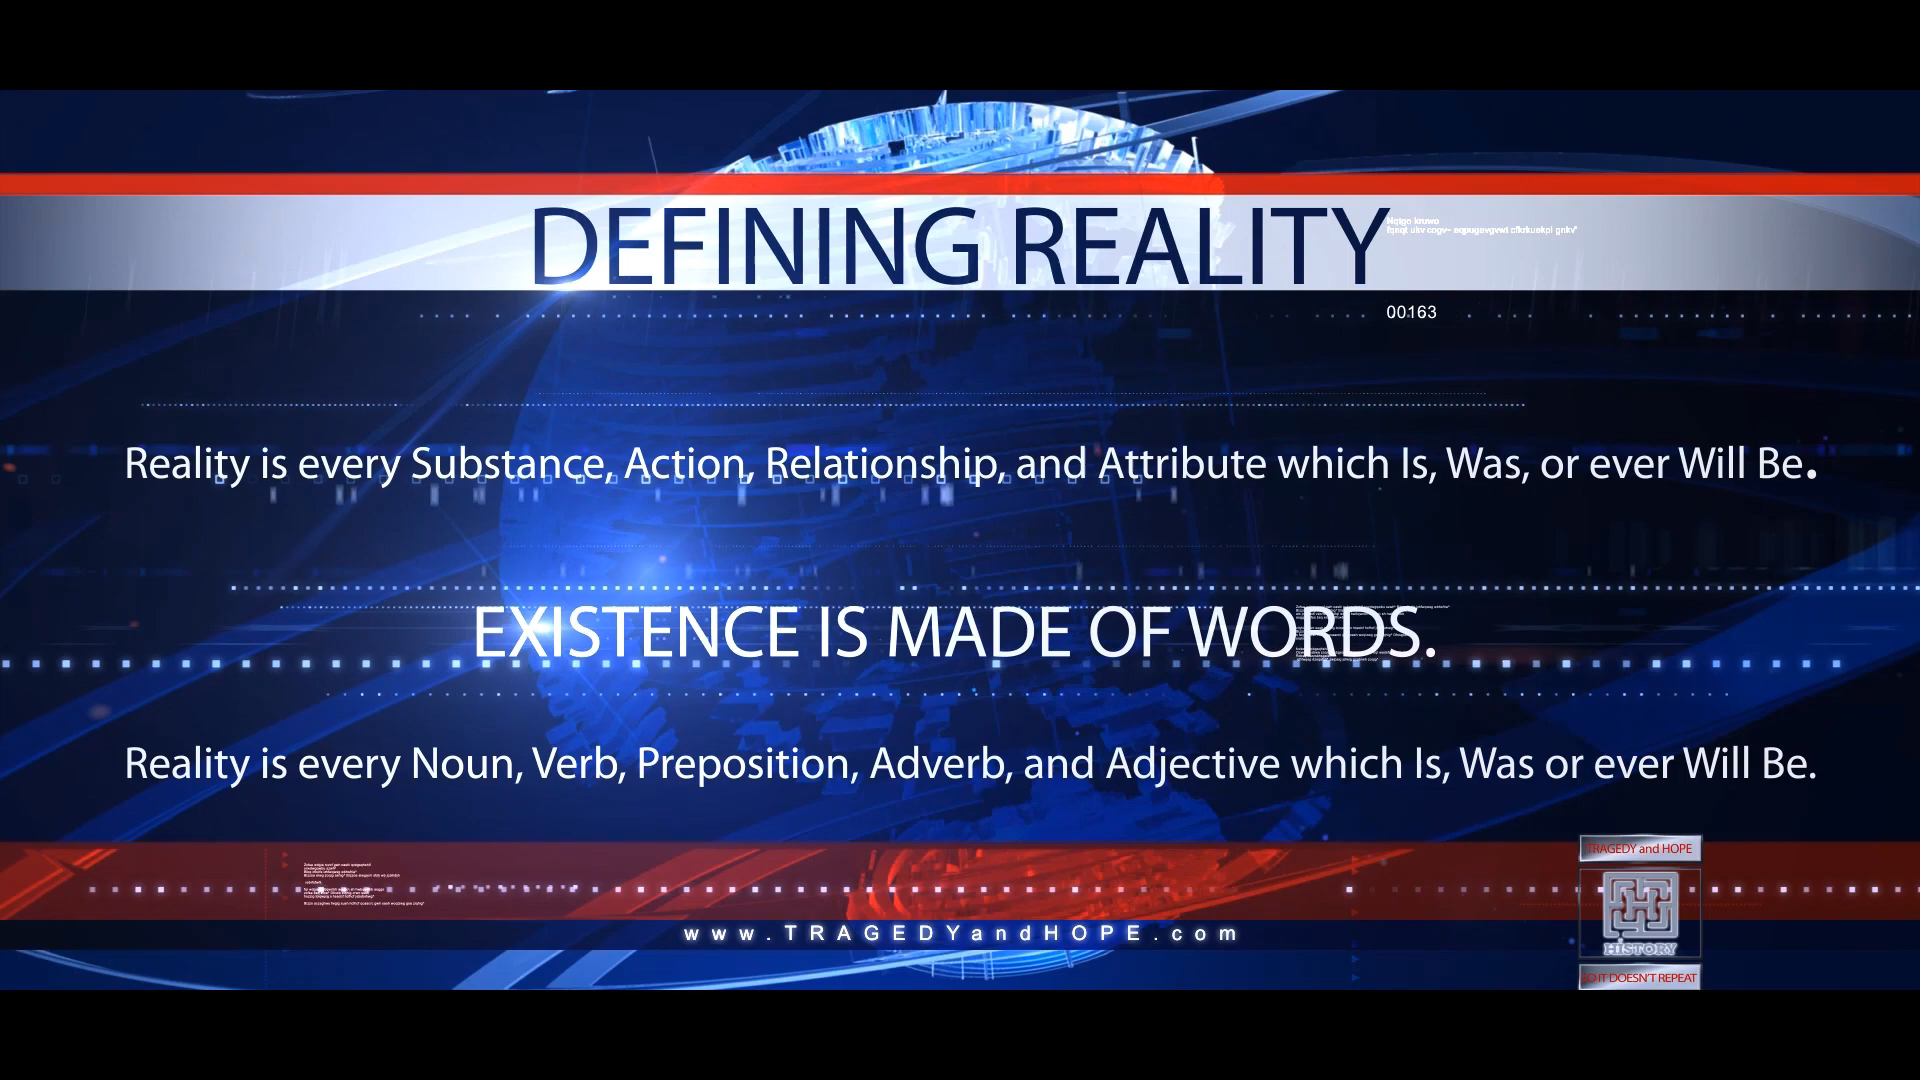 DEFINING REALITY
00163
Reality is every Substance, Action, Relationship, and Attribute which Is, Was, or ever Will Be.
EXISTENCE IS MADE OF WORDS.
Reality is every Noun, Verb, Preposition, Adverb, and Adjective which Is, Was or ever Will Be.
TRAGEDY and HOPE
HISTORY
SO IT DOESN'T REPEAT
www.TRAGEDYandHOPE.com